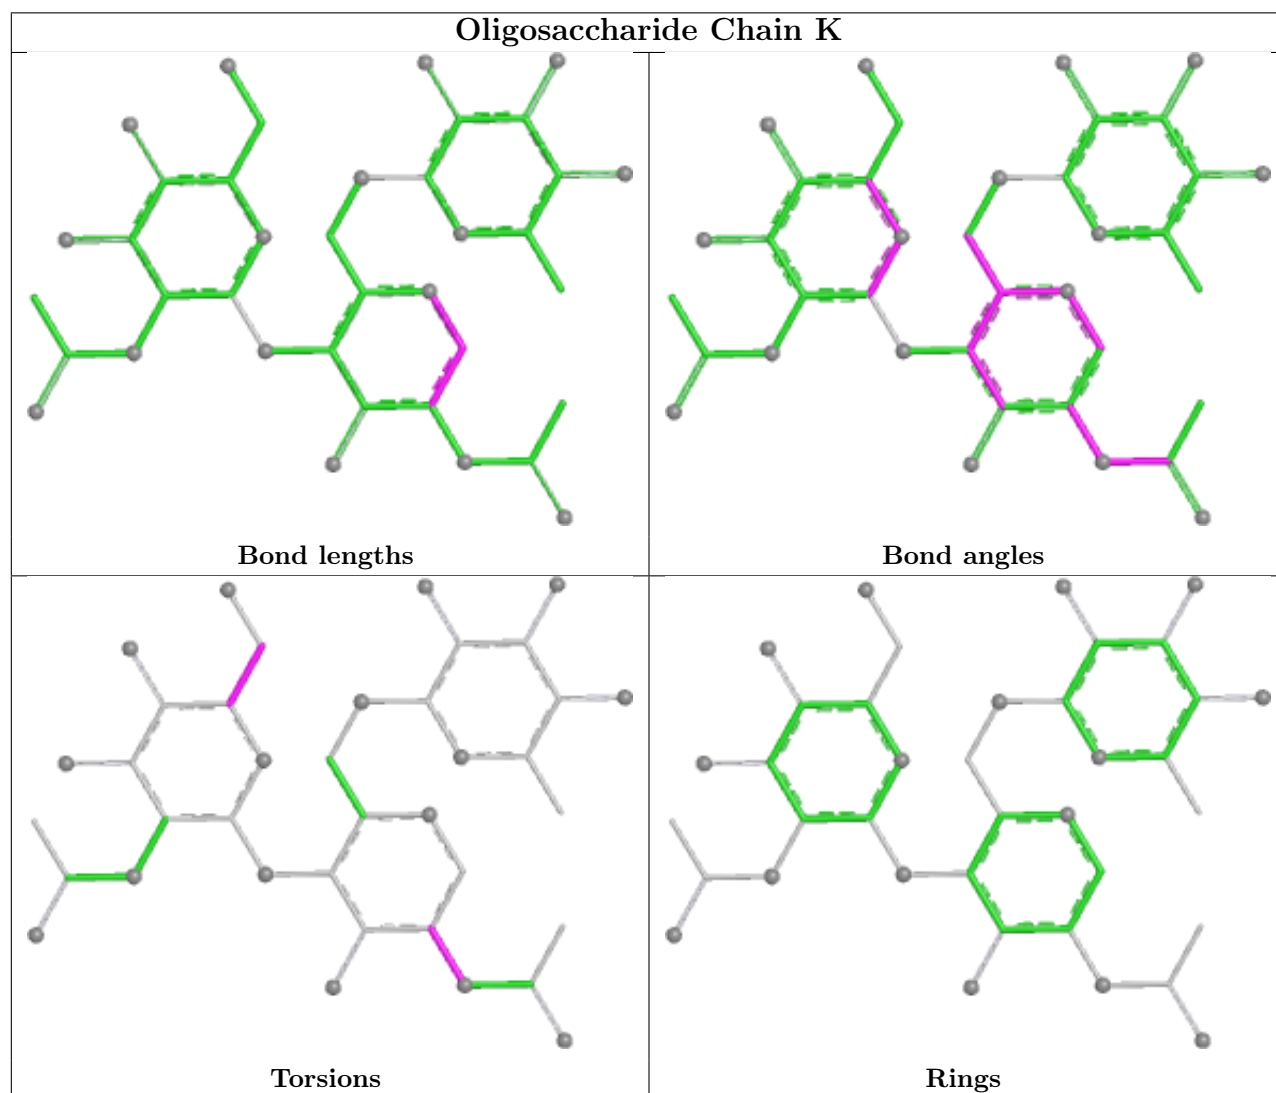 Oligosaccharide Chain K
Bond lengths
Bond angles
Torsions
Rings